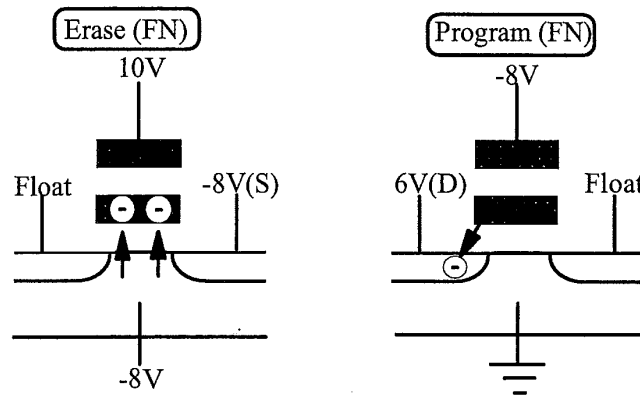 Erase (FN)
10V
Float
-8V(S)
- -
-8V
Program (FN)
-8V
6V(D)
Float
-